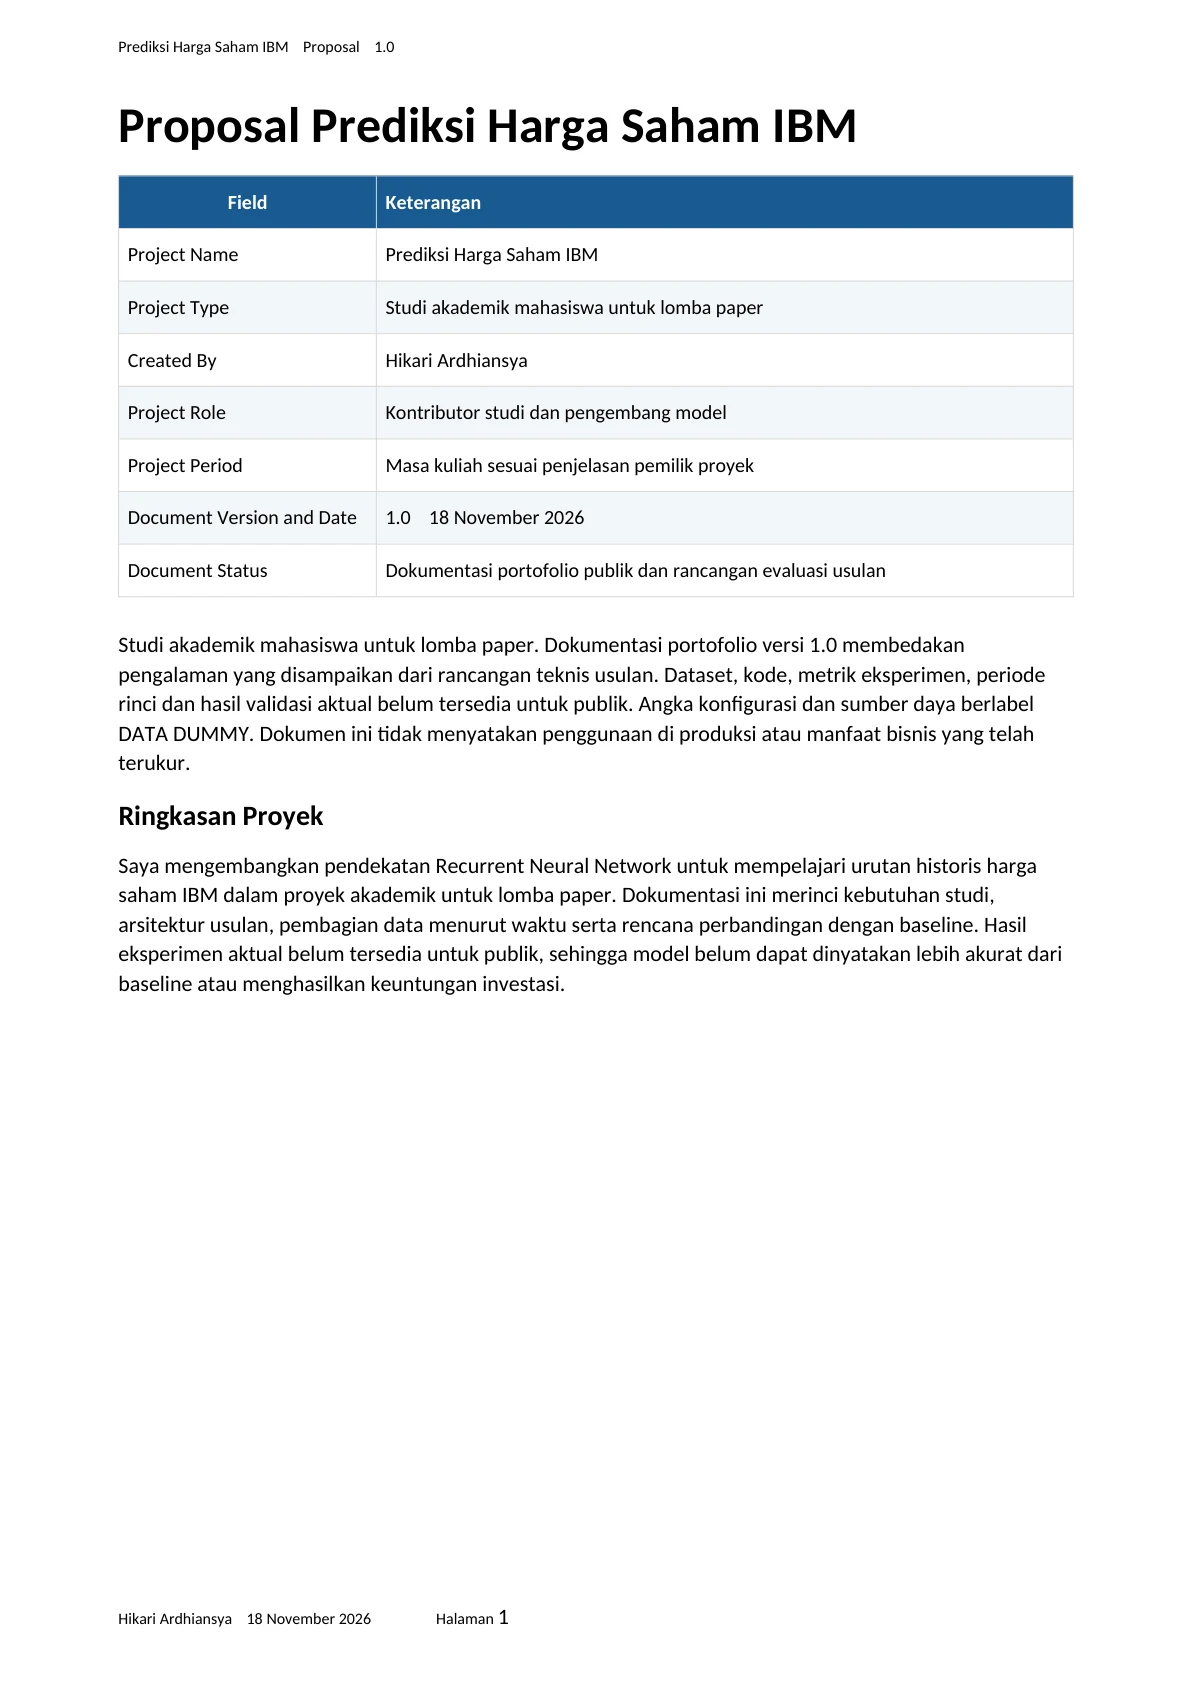 Prediksi Harga Saham IBM Proposal 1.0
Proposal Prediksi Harga Saham IBM
Field Keterangan
Project Name Prediksi Harga Saham IBM
Project Type Studi akademik mahasiswa untuk lomba paper
Created By Hikari Ardhiansya
Project Role Kontributor studi dan pengembang model
Project Period Masa kuliah sesuai penjelasan pemilik proyek
Document Version and Date 1.0 18 November 2026
Document Status Dokumentasi portofolio publik dan rancangan evaluasi usulan
Studi akademik mahasiswa untuk lomba paper. Dokumentasi portofolio versi 1.0 membedakan
pengalaman yang disampaikan dari rancangan teknis usulan. Dataset, kode, metrik eksperimen, periode
rinci dan hasil validasi aktual belum tersedia untuk publik. Angka konfigurasi dan sumber daya berlabel
DATA DUMMY. Dokumen ini tidak menyatakan penggunaan di produksi atau manfaat bisnis yang telah
terukur.
Ringkasan Proyek
Saya mengembangkan pendekatan Recurrent Neural Network untuk mempelajari urutan historis harga
saham IBM dalam proyek akademik untuk lomba paper. Dokumentasi ini merinci kebutuhan studi,
arsitektur usulan, pembagian data menurut waktu serta rencana perbandingan dengan baseline. Hasil
eksperimen aktual belum tersedia untuk publik, sehingga model belum dapat dinyatakan lebih akurat dari
baseline atau menghasilkan keuntungan investasi.
Hikari Ardhiansya 18 November 2026 Halaman 1